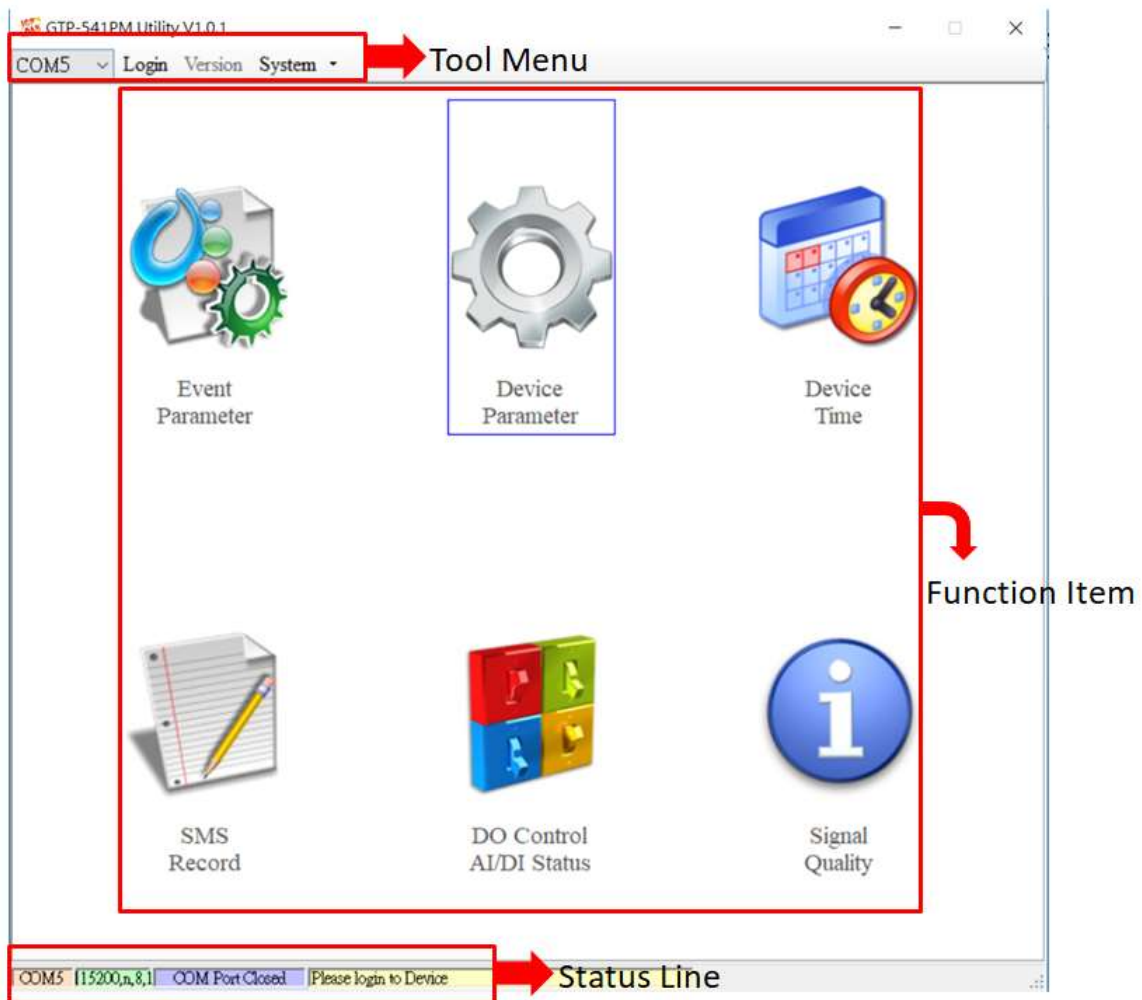 GTP-541PM Utility V1.0.1
COM5 Login Version System
Tool Menu
Event
Parameter
Device
Parameter
Device
Time
Function Item
SMS
Record
DO Control
AI/DI Status
Signal
Quality
COM5 15200,n,8,1 COM Port Closed Please login to Device
Status Line